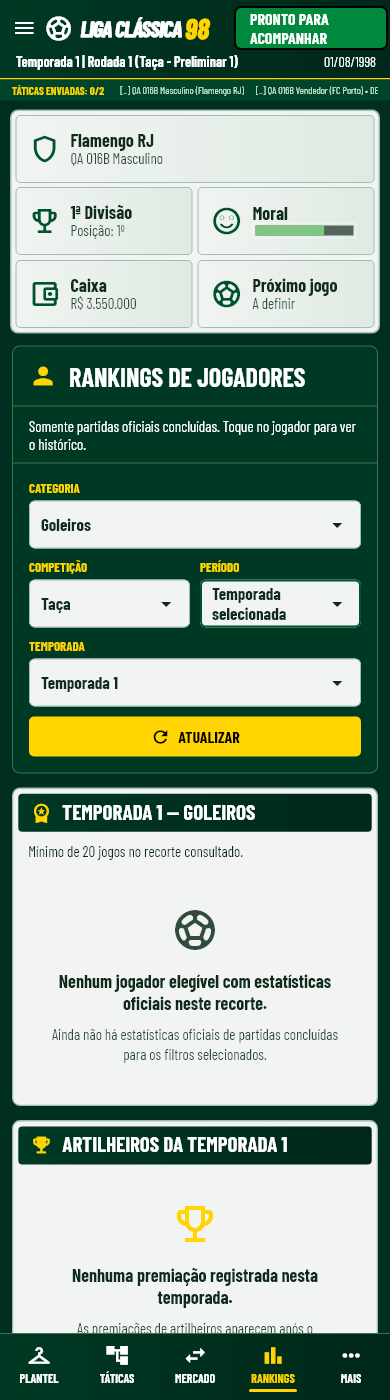 LIGA CLÁSSICA 98
PRONTO PARA
ACOMPANHAR
Temporada 1 | Rodada 1 (Taça - Preliminar 1)
01/08/1998
TÁTICAS ENVIADAS: 0/2
[..] QA 016B Masculino (Flamengo RJ)
[..] QA 016B Vendedor (FC Porto) • DE
Flamengo RJ
QA 016B Masculino
1ª Divisão
Posição: 1º
Moral
Caixa
R$ 3.550.000
Próximo jogo
A definir
RANKINGS DE JOGADORES
Somente partidas oficiais concluídas. Toque no jogador para ver
o histórico.
CATEGORIA
Goleiros
COMPETIÇÃO
PERÍODO
Taça
Temporada
selecionada
TEMPORADA
Temporada 1
ATUALIZAR
TEMPORADA 1 — GOLEIROS
Mínimo de 20 jogos no recorte consultado.
Nenhum jogador elegível com estatísticas
oficiais neste recorte.
Ainda não há estatísticas oficiais de partidas concluídas
para os filtros selecionados.
ARTILHEIROS DA TEMPORADA 1
Nenhuma premiação registrada nesta
temporada.
As premiações de artilheiros aparecem após o
PLANTEL
TÁTICAS
MERCADO
RANKINGS
MAIS